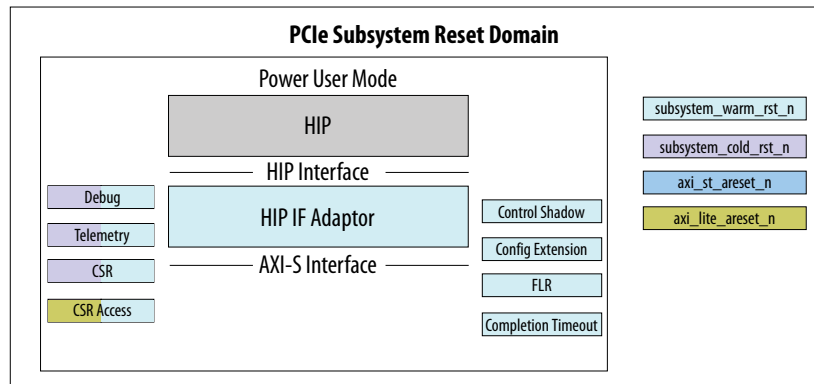 PCIe Subsystem Reset Domain
Power User Mode
HIP
HIP Interface
HIP IF Adaptor
AXI-S Interface
Debug
Telemetry
CSR
CSR Access
Control Shadow
Config Extension
FLR
Completion Timeout
subsystem_warm_rst_n
subsystem_cold_rst_n
axi_st_areset_n
axi_lite_areset_n